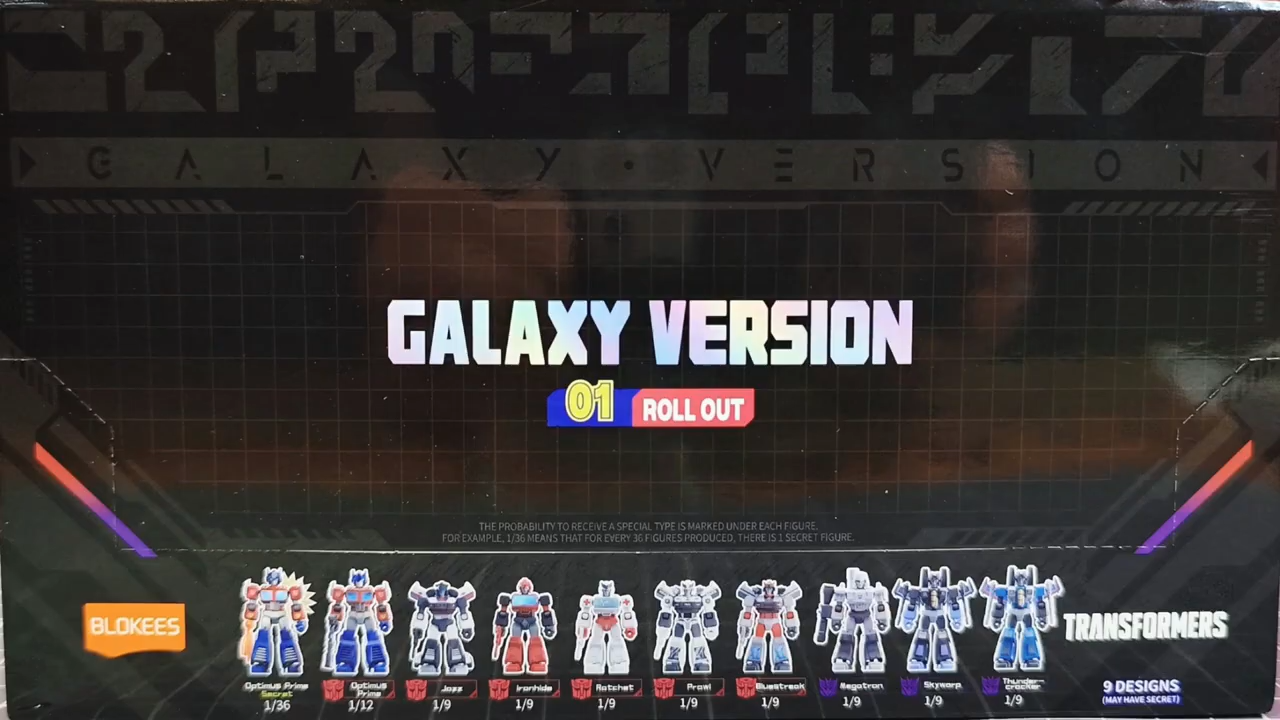 GALAXY · VERSION
GALAXY VERSION
01 ROLL OUT
THE PROBABILITY TO RECEIVE A SPECIAL TYPE IS MARKED UNDER EACH FIGURE.
FOR EXAMPLE, 1/36 MEANS THAT FOR EVERY 36 FIGURES PRODUCED, THERE IS 1 SECRET FIGURE.
BLOKEES
Optimus Prime
Secret
1/36
Optimus
Prime
1/12
Jazz
1/9
Ironhide
1/9
Ratchet
1/9
Prowl
1/9
Bluestreak
1/9
Megatron
1/9
Skywarp
1/9
Thunder
cracker
1/9
TRANSFORMERS
9 DESIGNS
(MAY HAVE SECRET)